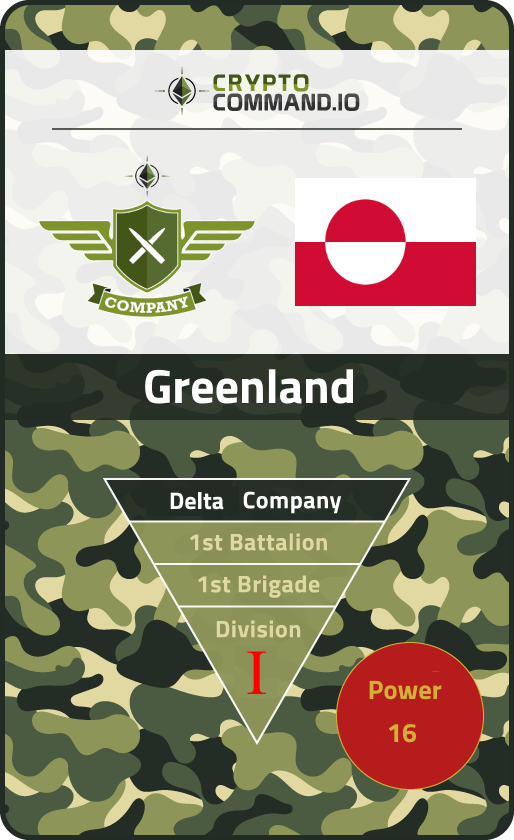 CRYPTO
COMMAND.IO
COMPANY
Greenland
Delta Company
1st Battalion
1st Brigade
Division
I
Power
16